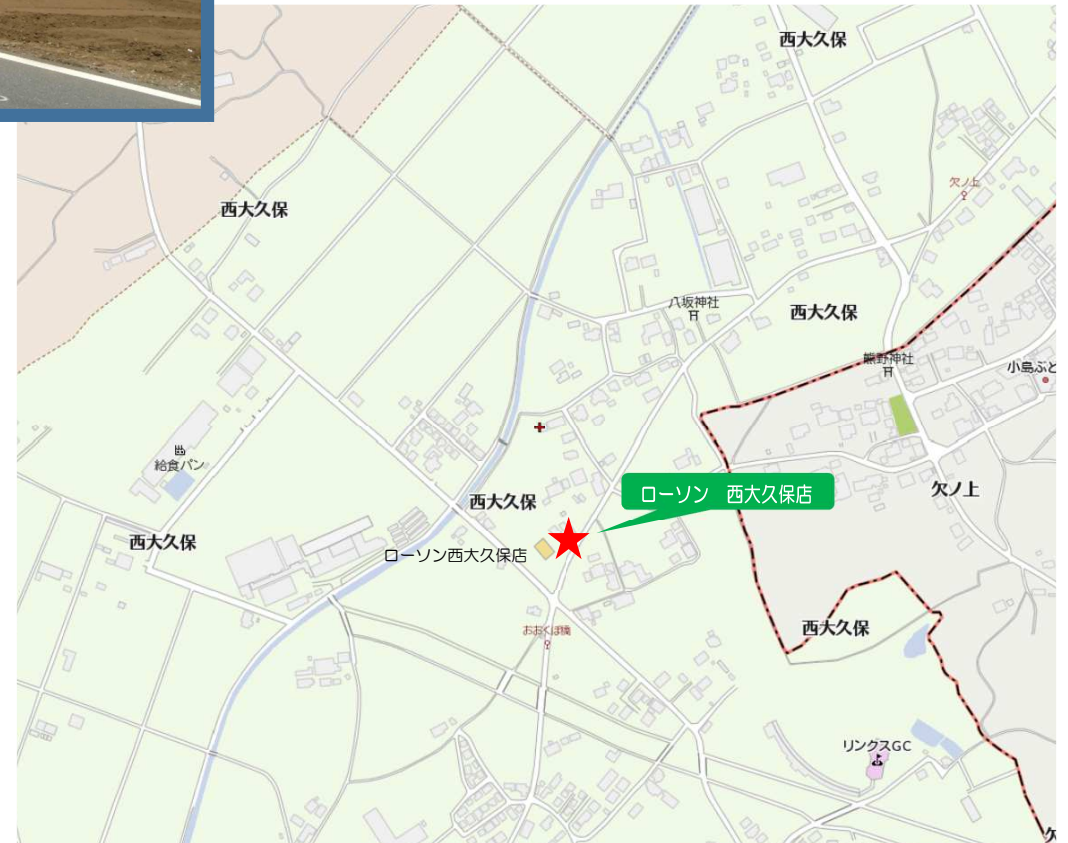 西大久保
欠ノ上
西大久保
八坂神社
西大久保
熊野神社
小島ぶと
給食パン
西大久保
ローソン　西大久保店
欠ノ上
西大久保
ローソン西大久保店
おおくぼ橋
西大久保
リンクスGC
欠